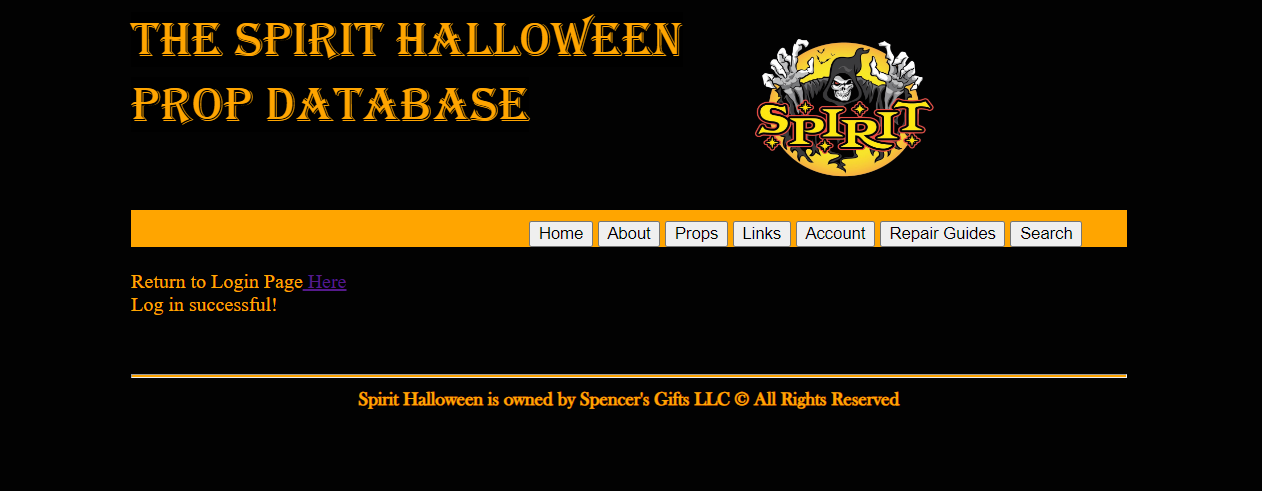 THE SPIRIT HALLOWEEN
PROP DATABASE
SPIRIT
Home About Props Links Account Repair Guides Search
Return to Login Page Here
Log in successful!
Spirit Halloween is owned by Spencer's Gifts LLC © All Rights Reserved